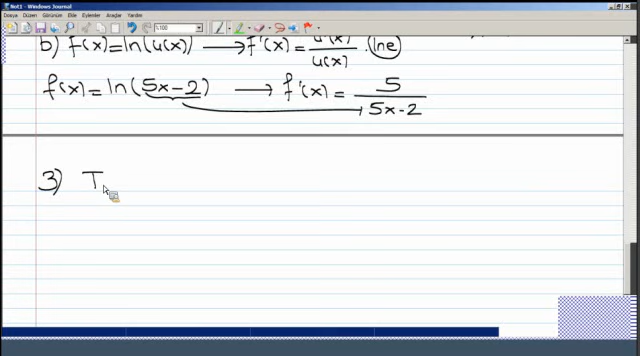 Not1 - Windows Journal
Dosya Düzen Görünüm Ekle Eylemler Araçlar Yardım
%100
b) f(x)=ln(u(x)) → f'(x)= u'(x)/u(x) .(lne)
f(x)= ln(5x-2) → f'(x)= 5/5x-2
3) T